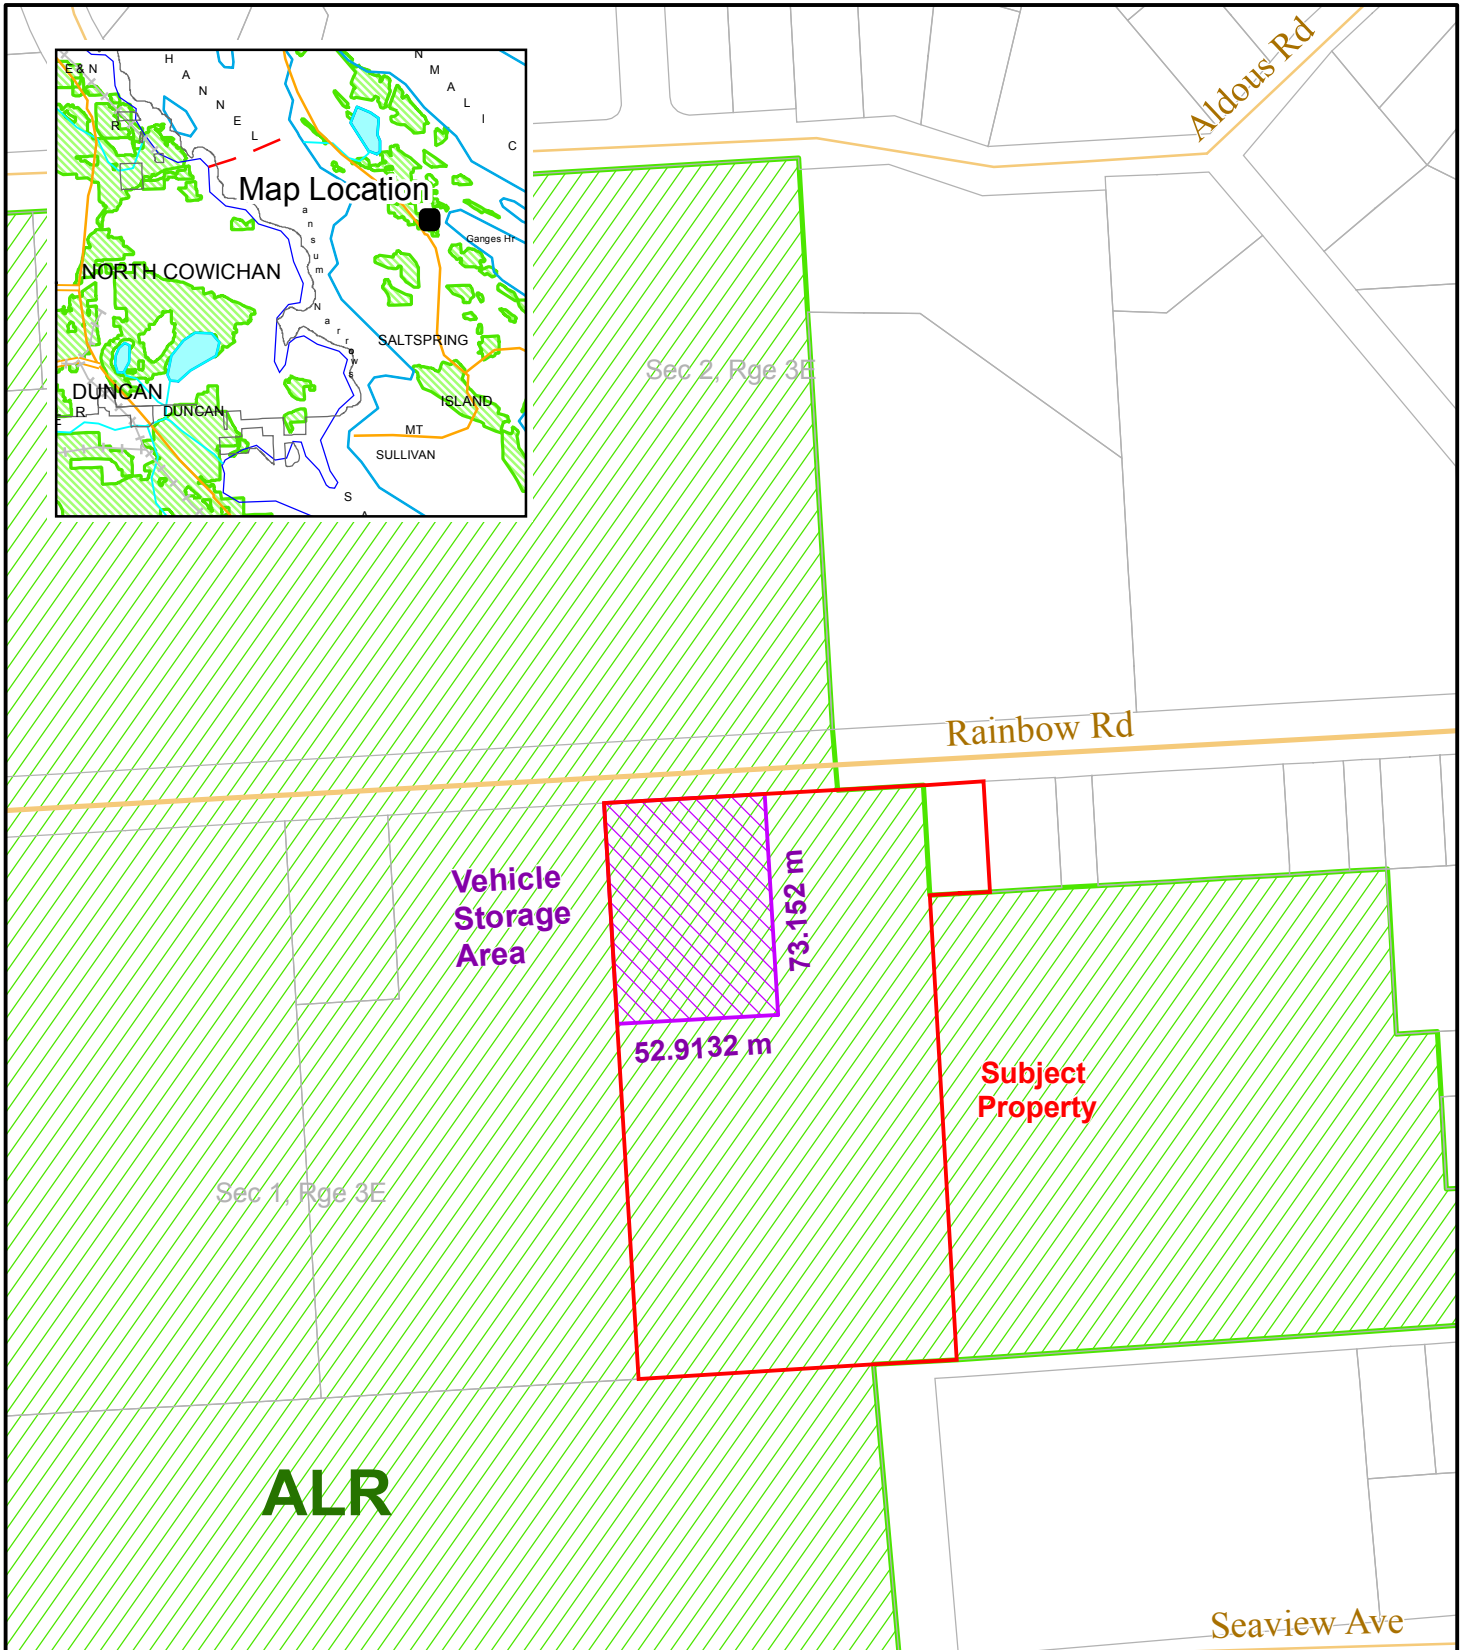 Aldous Rd
E & N
H
A
N
N
E
L
N
M
A
L
I
C
R
Map Location
a
n
s
u
m
N
a
r
r
o
w
s
Ganges Hr
NORTH COWICHAN
SALTSPRING
ISLAND
DUNCAN
R
DUNCAN
E
MT
SULLIVAN
S
A
Sec 2, Rge 3E
Rainbow Rd
Vehicle
Storage
Area
73.152 m
52.9132 m
Subject
Property
Sec 1, Rge 3E
ALR
Seaview Ave